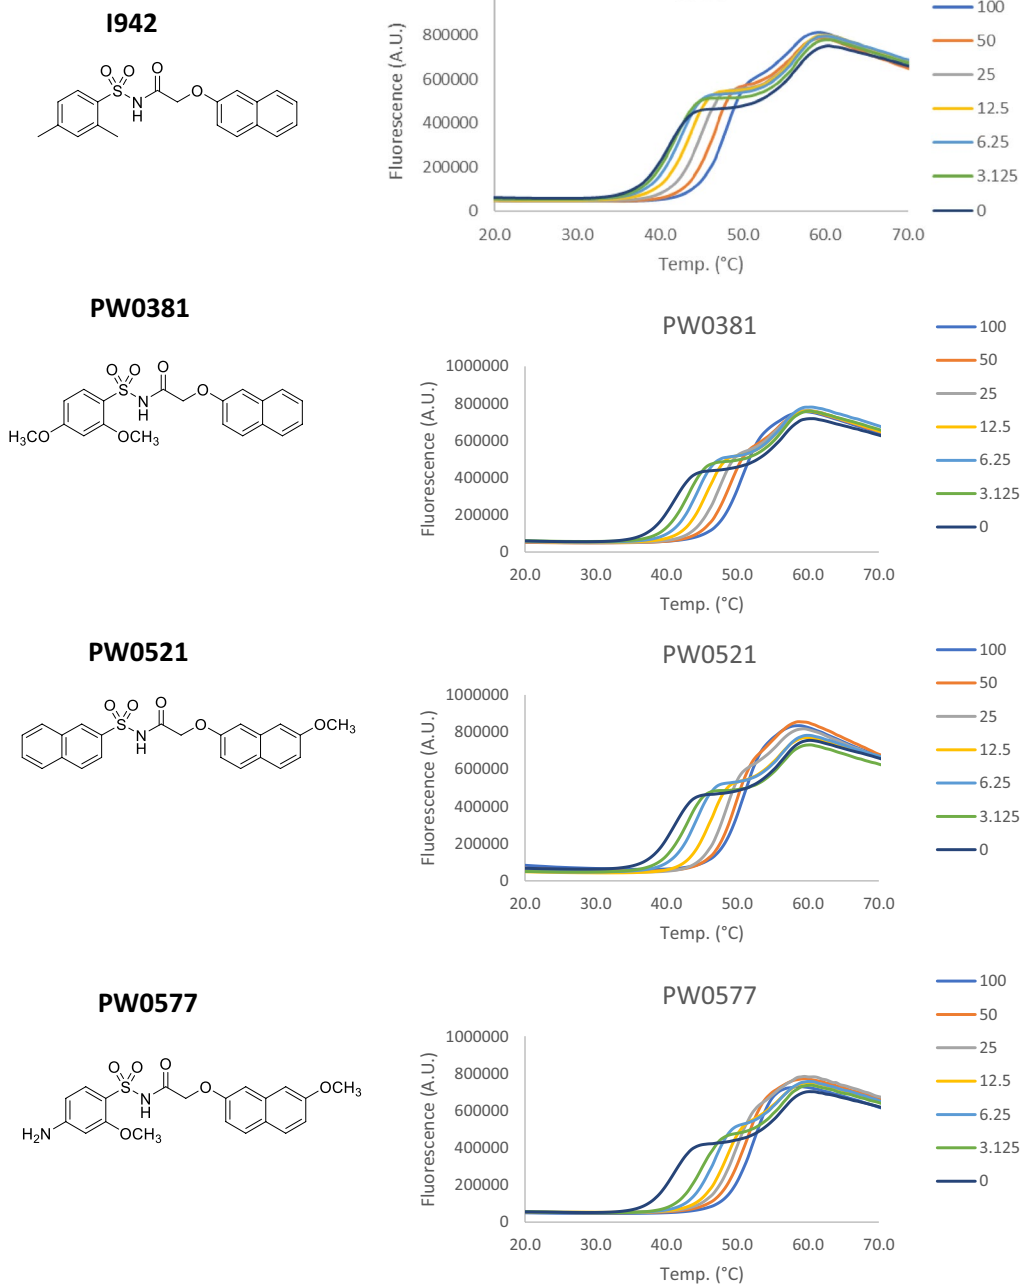 I942
O O
S
O
N
H
O
Fluorescence (A.U.)
800000
600000
400000
200000
0
20.0 30.0 40.0 50.0 60.0 70.0
Temp. (°C)
100
50
25
12.5
6.25
3.125
0
PW0381
O O
S
O
N
H
O
H₃CO
OCH₃
PW0381
Fluorescence (A.U.)
1000000
800000
600000
400000
200000
0
20.0 30.0 40.0 50.0 60.0 70.0
Temp. (°C)
100
50
25
12.5
6.25
3.125
0
PW0521
O O
S
O
N
H
O
OCH₃
PW0521
Fluorescence (A.U.)
1000000
800000
600000
400000
200000
0
20.0 30.0 40.0 50.0 60.0 70.0
Temp. (°C)
100
50
25
12.5
6.25
3.125
0
PW0577
O O
S
O
N
H
O
OCH₃
H₂N
OCH₃
PW0577
Fluorescence (A.U.)
1000000
800000
600000
400000
200000
0
20.0 30.0 40.0 50.0 60.0 70.0
Temp. (°C)
100
50
25
12.5
6.25
3.125
0